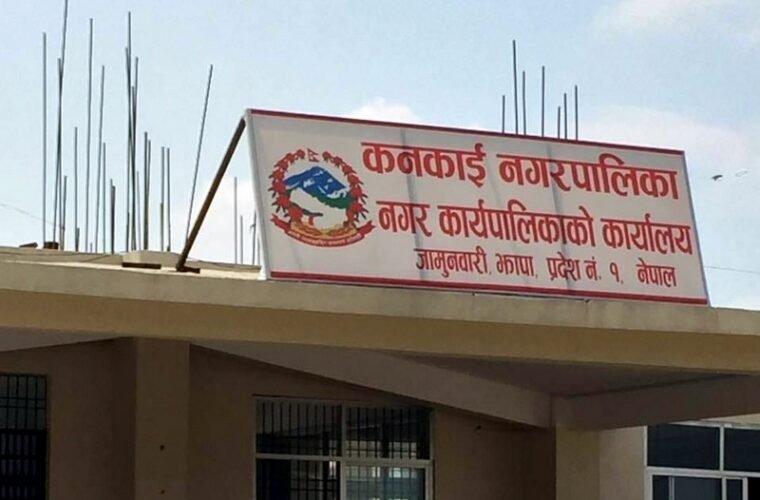 कनकाई नगरपालिका
नगर कार्यपालिकाको कार्यालय
जामुनवारी, झापा, प्रदेश नं. १, नेपाल